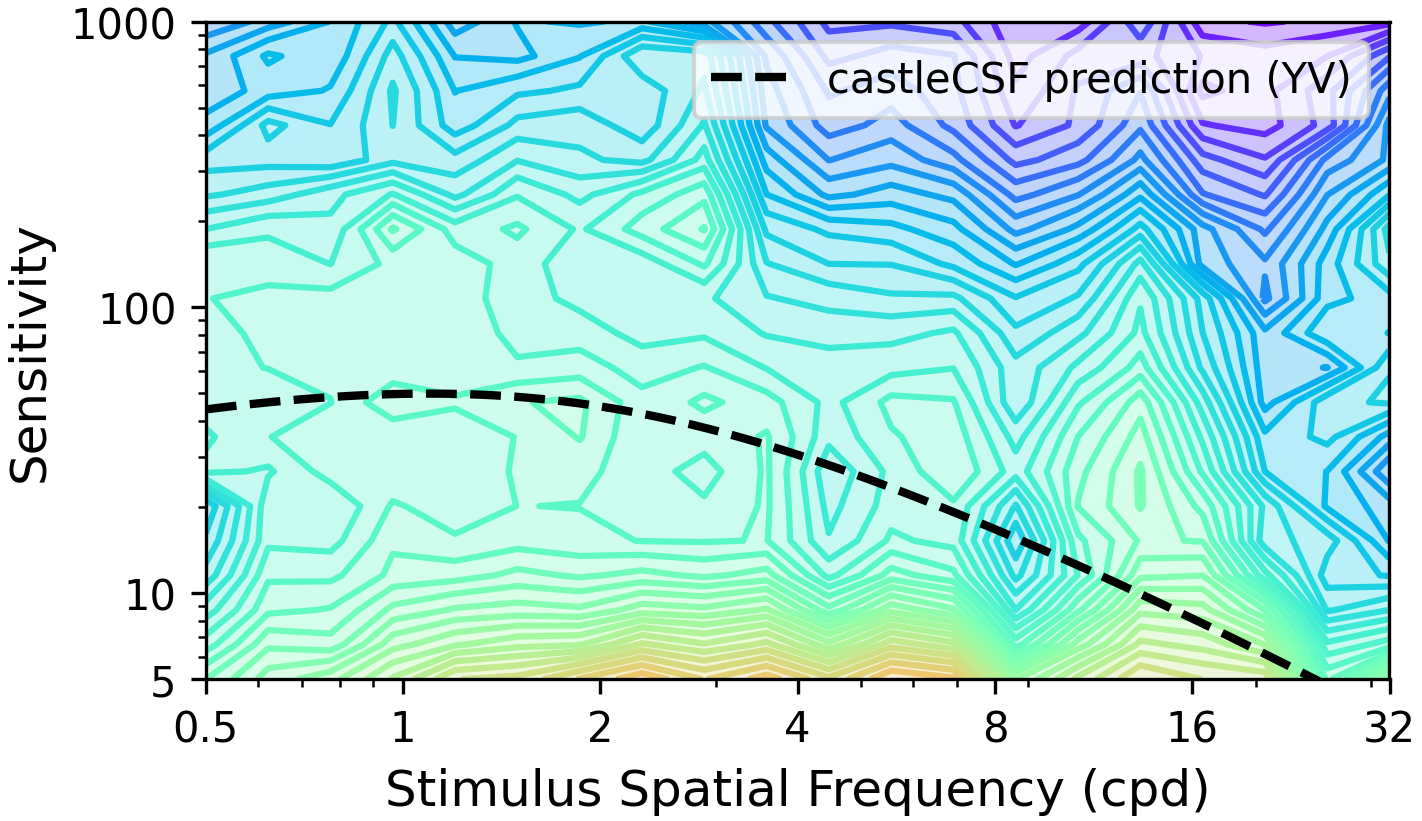 1000
castleCSF prediction (YV)
100
Sensitivity
10
5
0.5 1 2 4 8 16 32
Stimulus Spatial Frequency (cpd)